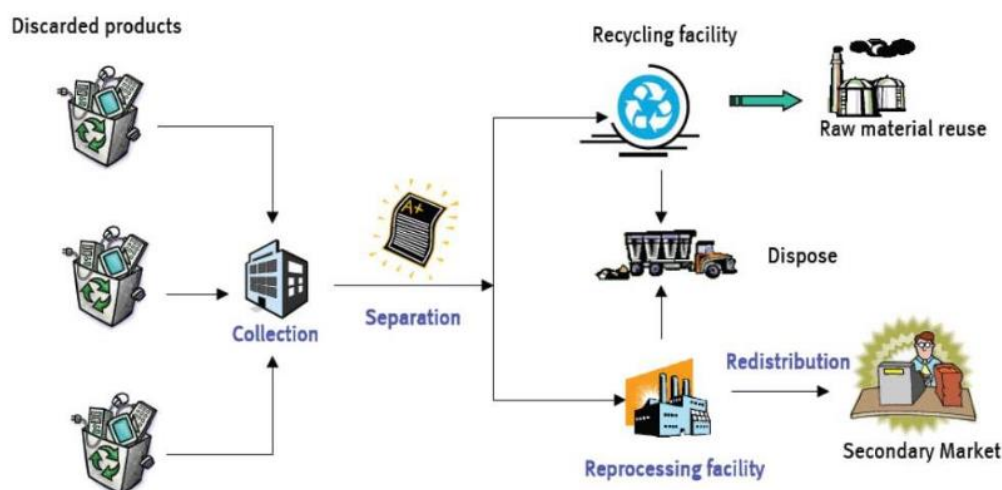 Discarded products
Recycling facility
Raw material reuse
A+
Separation
Collection
Dispose
Redistribution
Reprocessing facility
Secondary Market